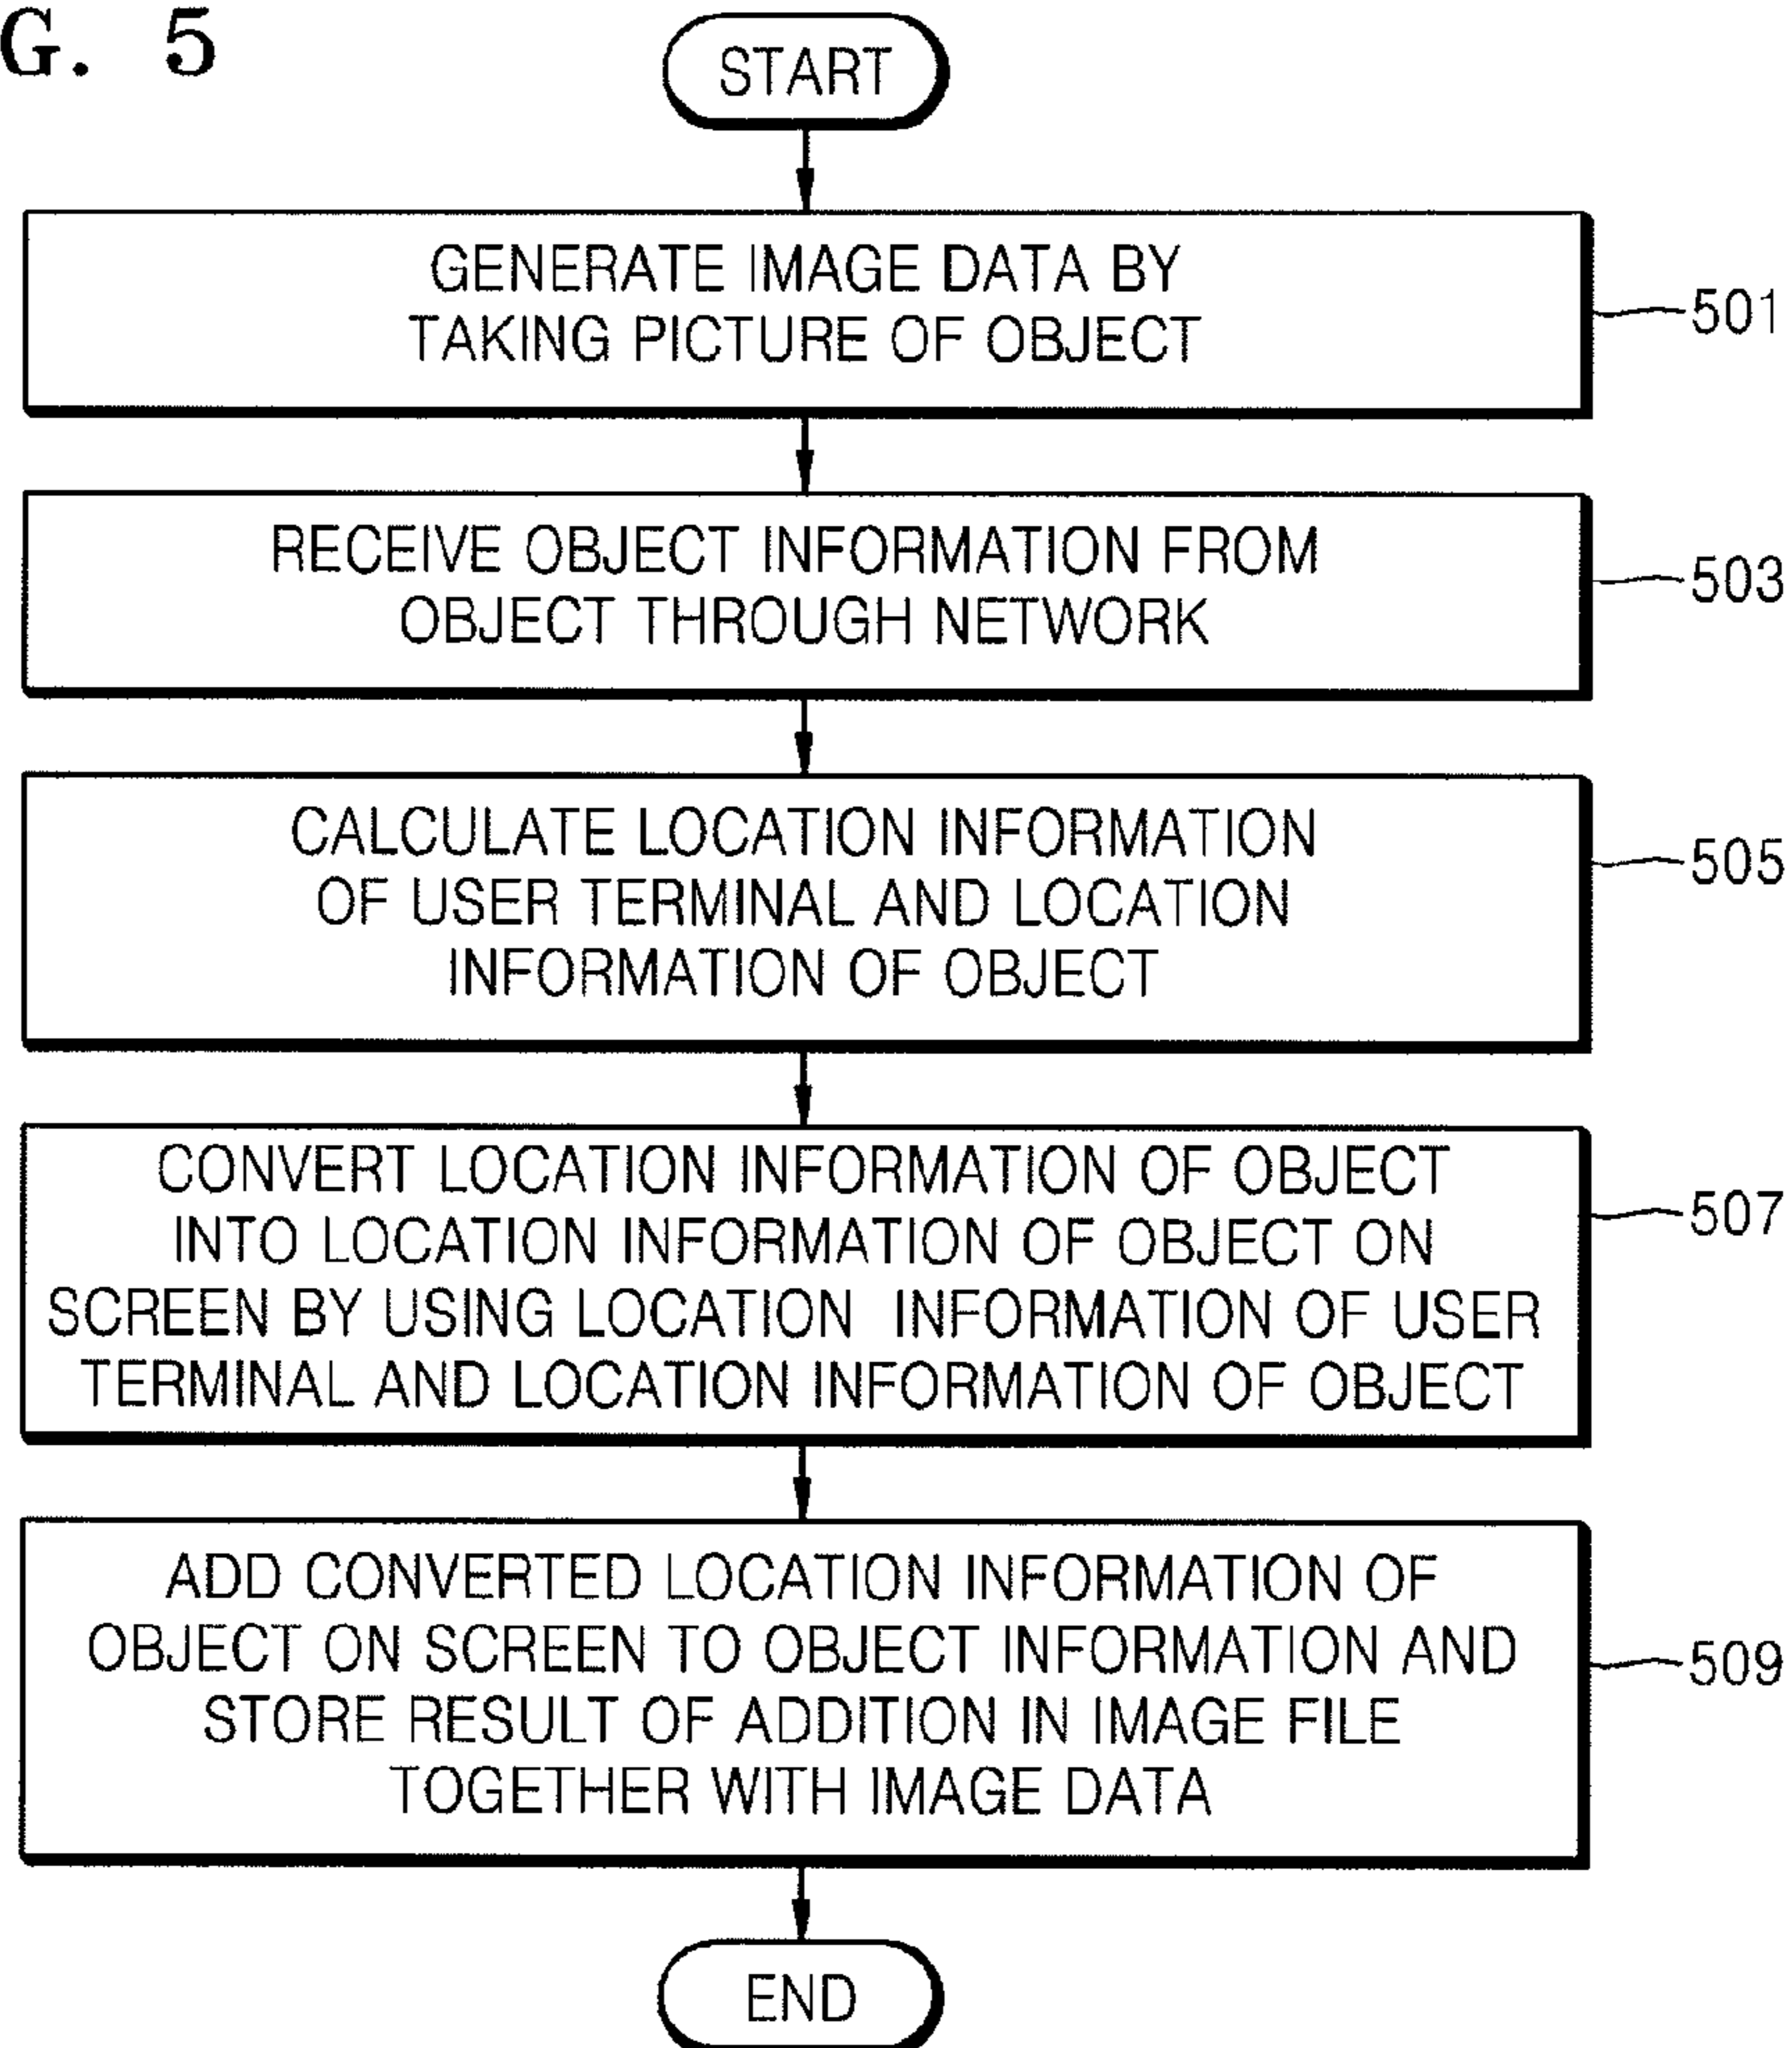 G. 5
START
GENERATE IMAGE DATA BY
TAKING PICTURE OF OBJECT
501
RECEIVE OBJECT INFORMATION FROM
OBJECT THROUGH NETWORK
503
CALCULATE LOCATION INFORMATION
OF USER TERMINAL AND LOCATION
INFORMATION OF OBJECT
505
CONVERT LOCATION INFORMATION OF OBJECT
INTO LOCATION INFORMATION OF OBJECT ON
SCREEN BY USING LOCATION INFORMATION OF USER
TERMINAL AND LOCATION INFORMATION OF OBJECT
507
ADD CONVERTED LOCATION INFORMATION OF
OBJECT ON SCREEN TO OBJECT INFORMATION AND
STORE RESULT OF ADDITION IN IMAGE FILE
TOGETHER WITH IMAGE DATA
509
END